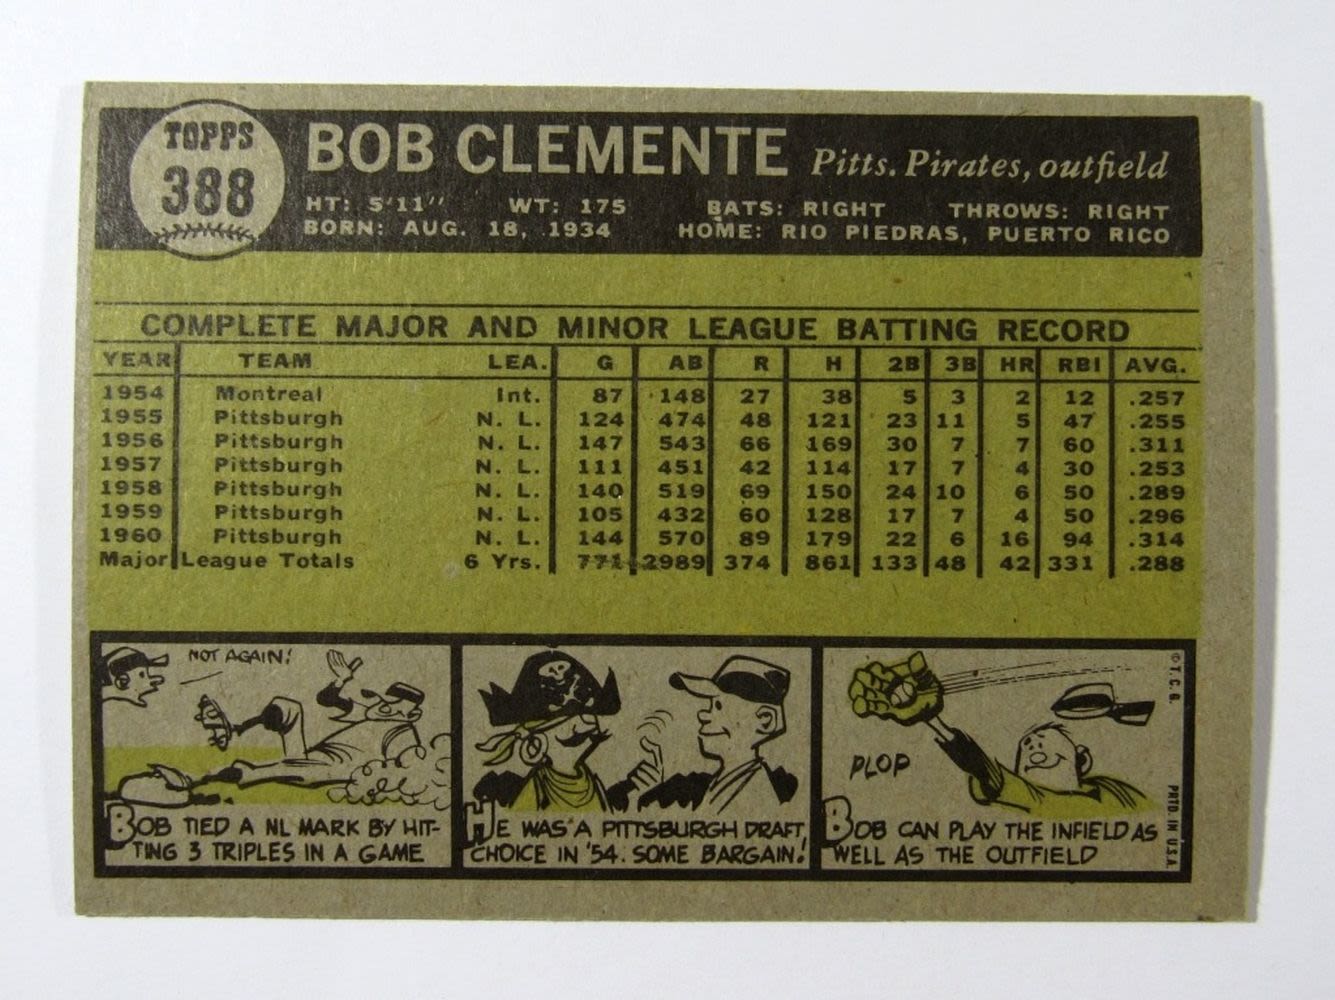 TOPPS
388
BOB CLEMENTE Pitts. Pirates, outfield
HT: 5'11" WT: 175 BATS: RIGHT THROWS: RIGHT
BORN: AUG. 18, 1934 HOME: RIO PIEDRAS, PUERTO RICO
COMPLETE MAJOR AND MINOR LEAGUE BATTING RECORD
YEAR TEAM LEA. G AB R H 2B 3B HR RBI AVG.
1954 Montreal Int. 87 148 27 38 5 3 2 12 .257
1955 Pittsburgh N. L. 124 474 48 121 23 11 5 47 .255
1956 Pittsburgh N. L. 147 543 66 169 30 7 7 60 .311
1957 Pittsburgh N. L. 111 451 42 114 17 7 4 30 .253
1958 Pittsburgh N. L. 140 519 69 150 24 10 6 50 .289
1959 Pittsburgh N. L. 105 432 60 128 17 7 4 50 .296
1960 Pittsburgh N. L. 144 570 89 179 22 6 16 94 .314
Major League Totals 6 Yrs. 771 2989 374 861 133 48 42 331 .288
NOT AGAIN!
BOB TIED A NL MARK BY HIT-
TING 3 TRIPLES IN A GAME
HE WAS A PITTSBURGH DRAFT
CHOICE IN '54. SOME BARGAIN!
PLOP
BOB CAN PLAY THE INFIELD AS
WELL AS THE OUTFIELD
© T. C. G.
PRTD. IN U.S.A.